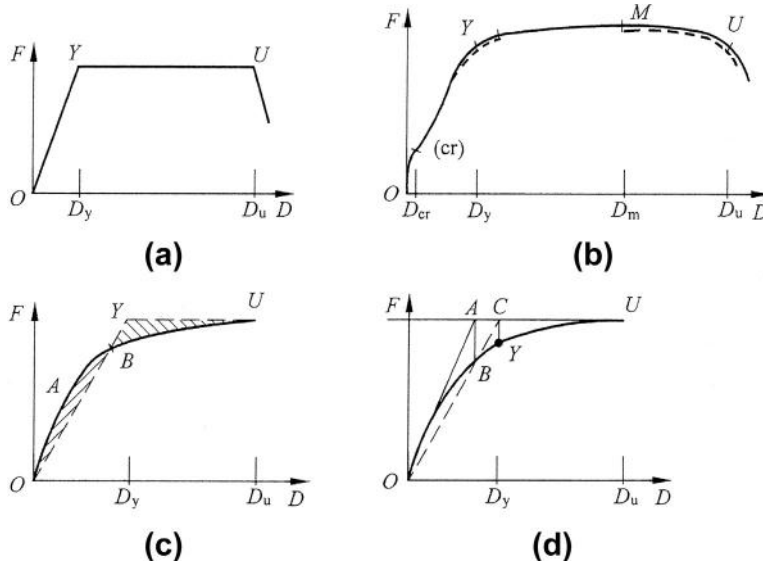 F Y U
O D_y D_u D
(a)
F Y M U
(cr)
O D_cr D_y D_m D_u D
(b)
F Y U
A B
O D_y D_u D
(c)
F A C U
B Y
O D_y D_u D
(d)